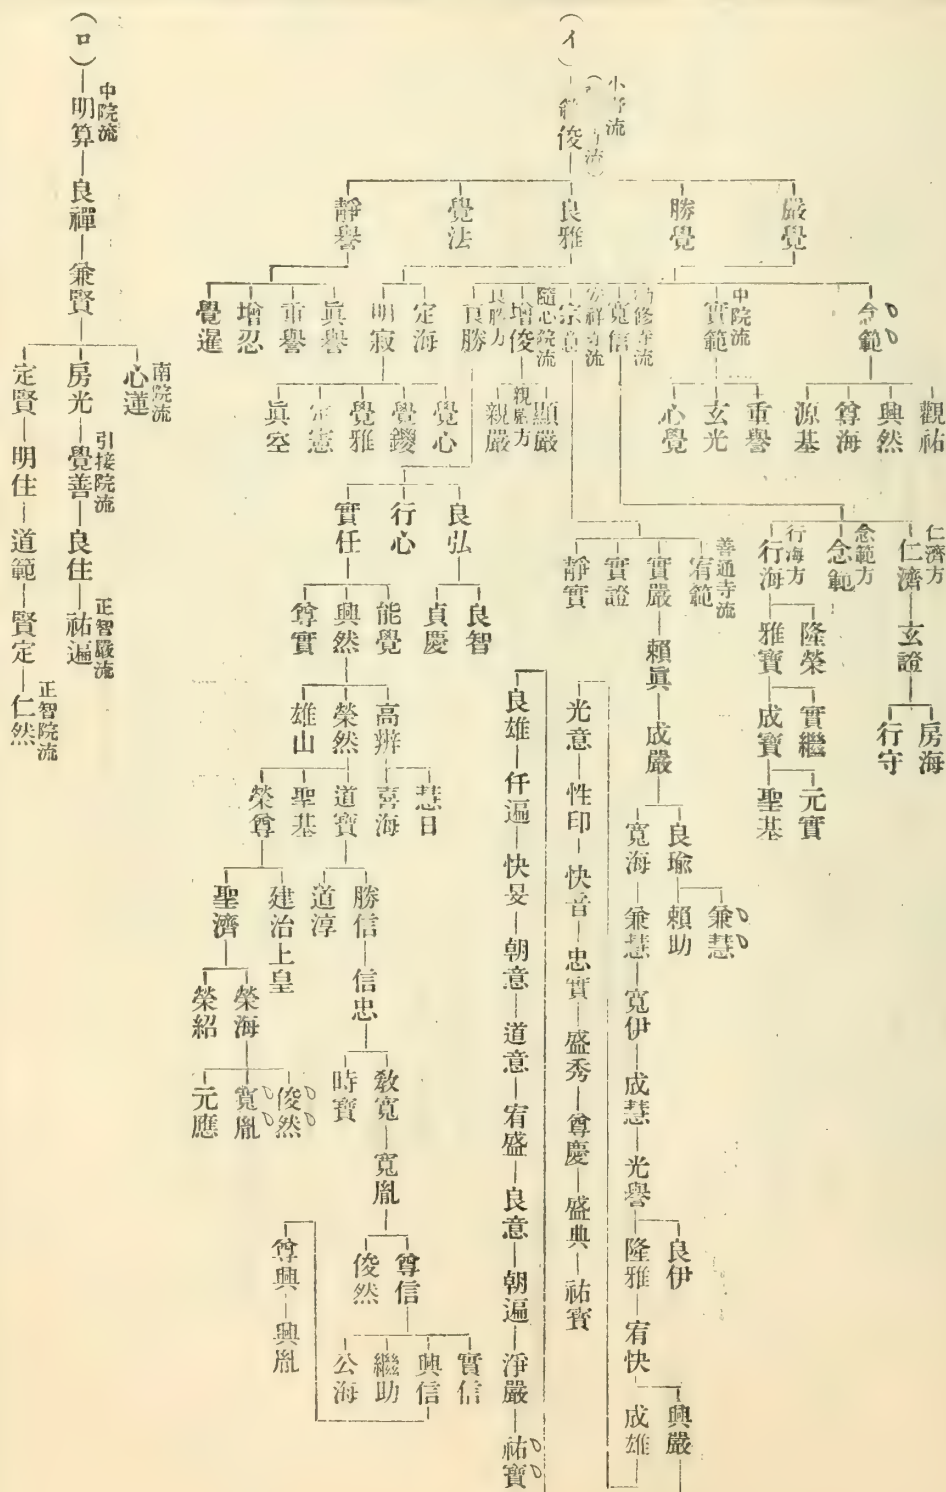 (イ)
小野流
俊
嚴覺
勝覺
良雅
覺法
靜譽
念範
中院流
實範
修寺流
寬信
祥寺流
宗意
隨心院流
增俊
良勝方
良勝
定海
明寂
眞譽
重譽
增忍
覺暹
觀祐
興然
尊海
源基
重譽
玄光
心覺
顯嚴
親嚴方
親嚴
覺心
覺鑁
覺雅
定憲
眞空
仁濟方
仁濟―玄證
房海
行守
念範方
念範
行海方
行海
隆榮
雅寶
實繼
成寶
元實
聖基
善通寺流
宥範
實嚴―賴眞―成嚴
實證
靜實
良瑜
兼慧
賴助
寬海―兼慧―寬伊―成慧―光譽
良伊
隆雅―宥快
興嚴
成雄
光意―性印―快音―忠實―盛秀―尊慶―盛典―祐寶
良雄―仟遍―快旻―朝意―道意―宥盛―良意―朝遍―淨嚴―祐寶
良弘
行心
實任
良智
貞慶
能覺
興然
尊實
高辨
榮然
雄山
慧日
喜海
道寶
聖基
榮尊
勝信―信忠
道淳
建治上皇
聖濟
教寬―寬胤
時寶
榮海
榮紹
俊然
寬胤
元應
尊信
俊然
實信
興信
繼助
公海
尊興―興胤
(ロ)
中院流
明算―良禪―兼賢
南院流
心蓮
引接院流
正智嚴流
房光―覺善―良住―祐遍
正智院流
定賢―明住―道範―賢定―仁然